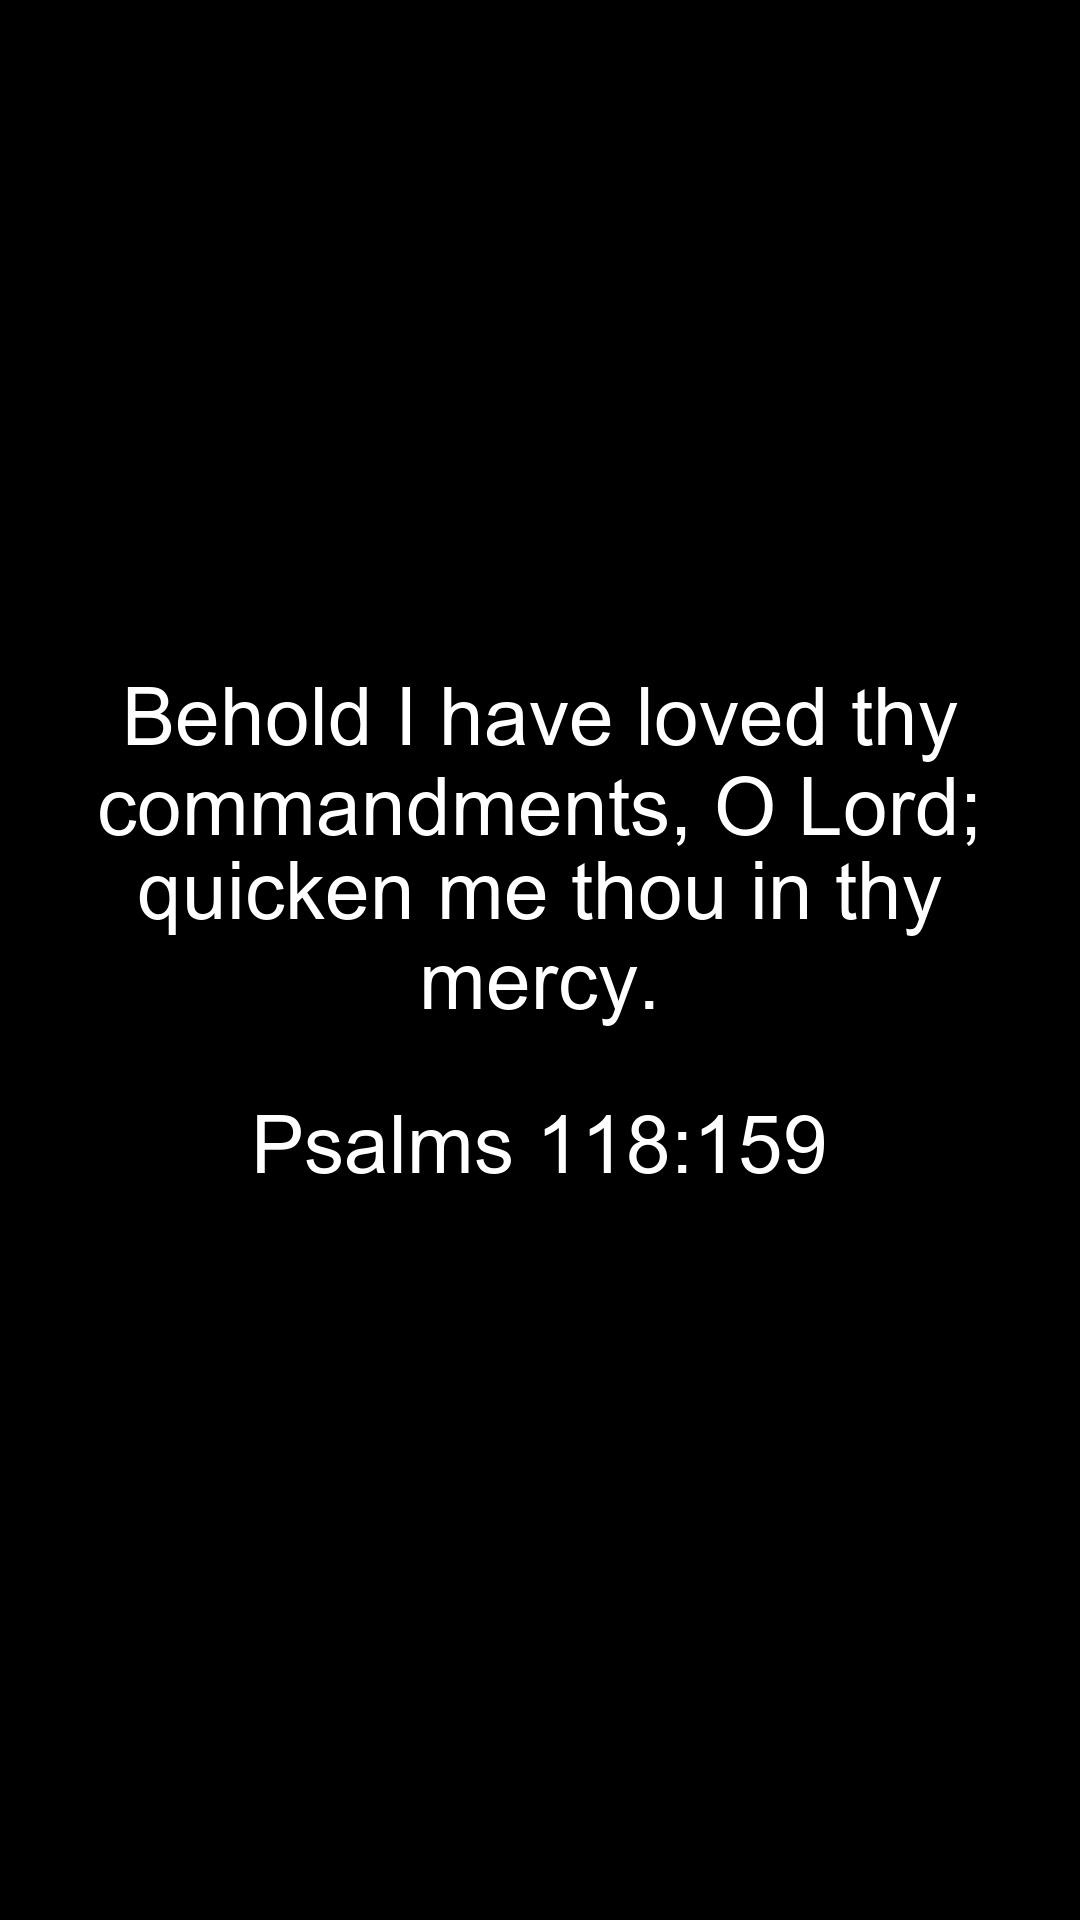 Behold I have loved thy
commandments, O Lord;
quicken me thou in thy
mercy.
Psalms 118:159